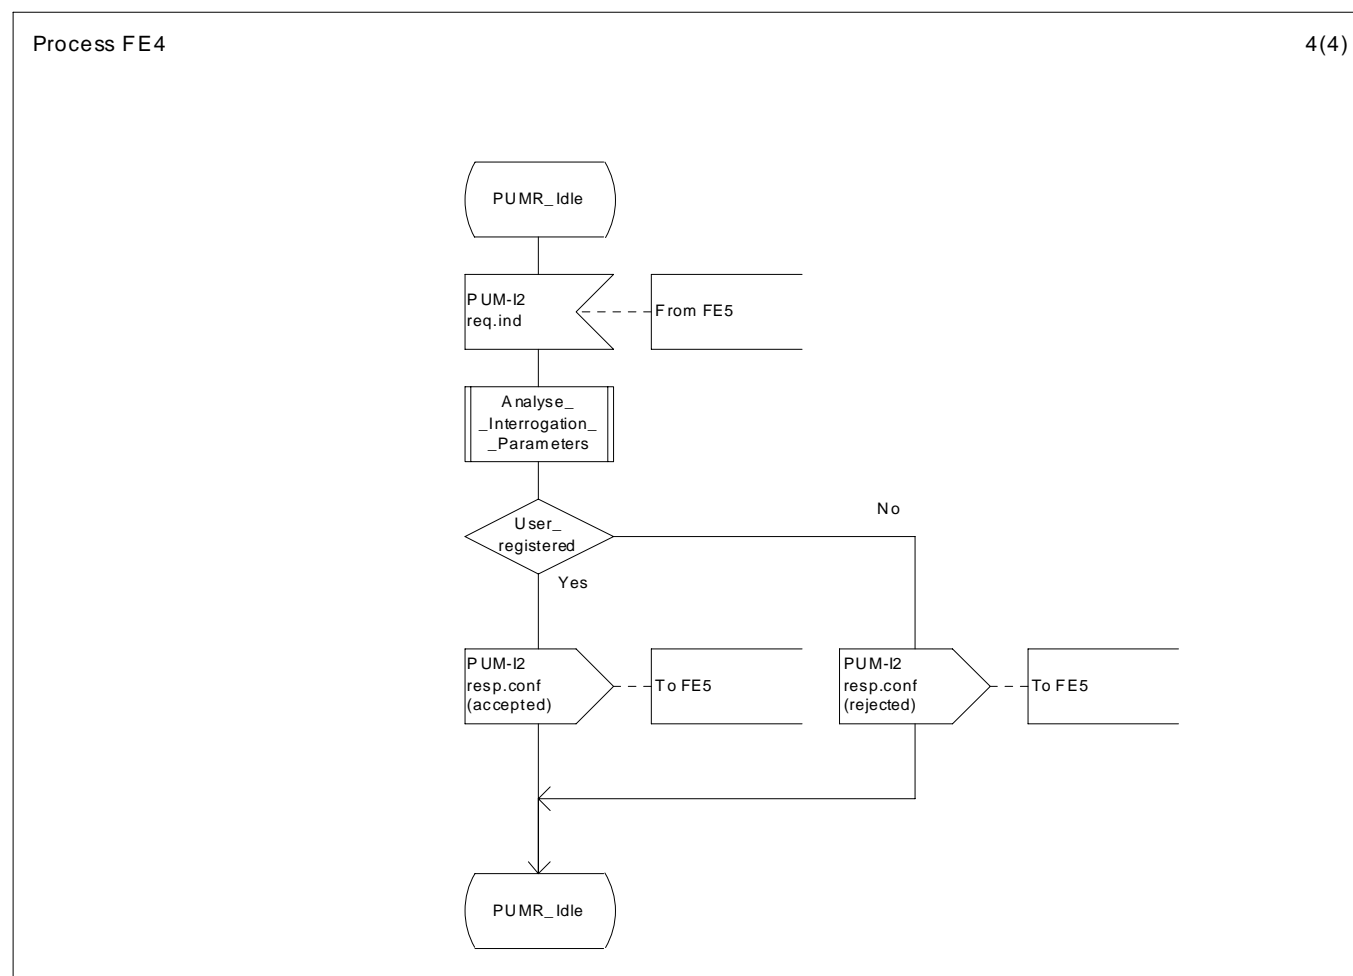 Process FE4
4(4)
PUMR_Idle
PUM-I2
req.ind
From FE5
Analyse_
_Interrogation_
_Parameters
User_
registered
No
Yes
PUM-I2
resp.conf
(accepted)
To FE5
PUM-I2
resp.conf
(rejected)
To FE5
PUMR_Idle